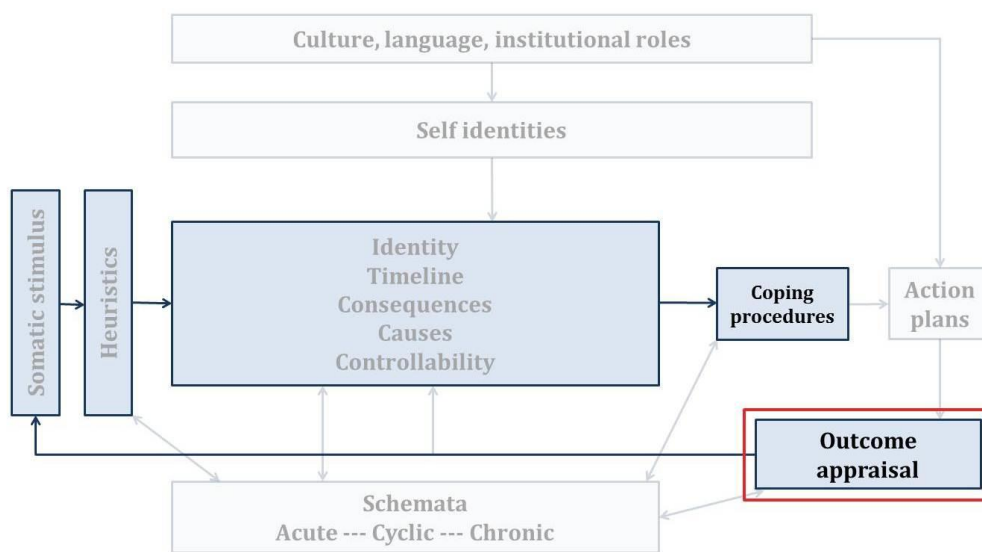 Culture, language, institutional roles
Self identities
Somatic stimulus
Heuristics
Identity
Timeline
Consequences
Causes
Controllability
Coping
procedures
Action
plans
Outcome
appraisal
Schemata
Acute --- Cyclic --- Chronic